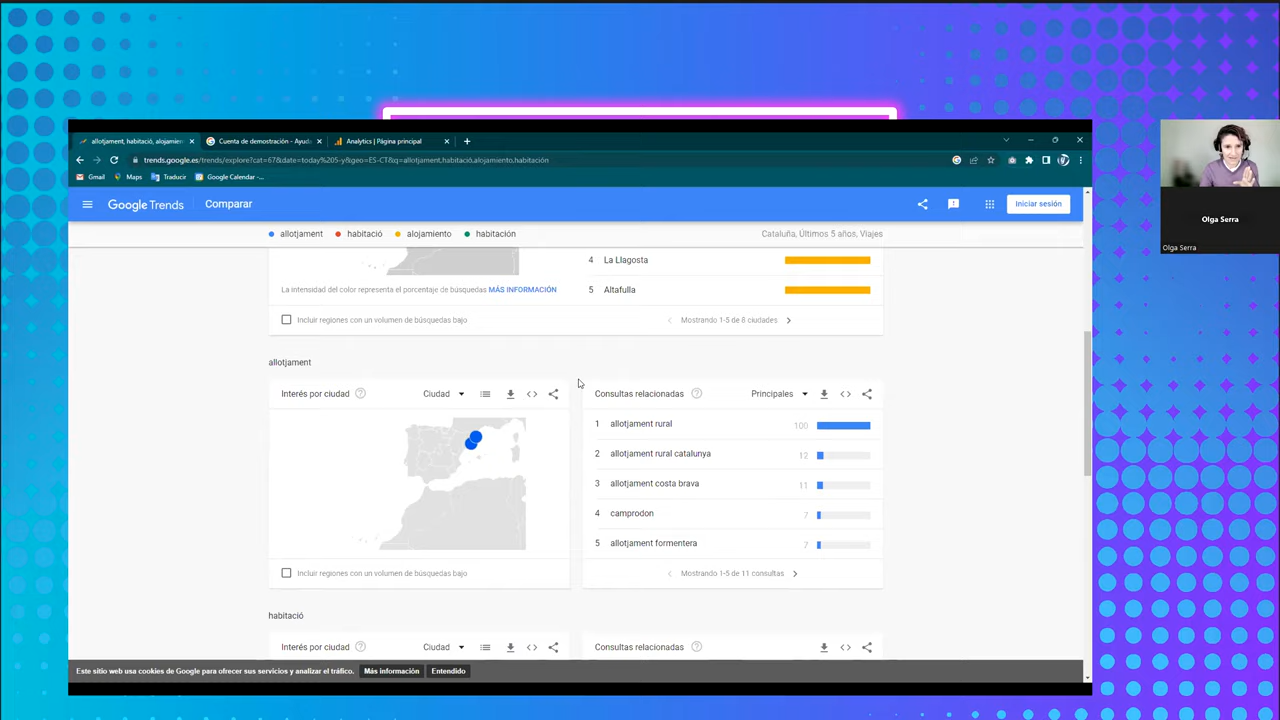 allotjament, habitació, alojamien
Cuenta de demostración - Ayuda
Analytics | Página principal
trends.google.es/trends/explore?cat=67&date=today%205-y&geo=ES-CT&q=allotjament,habitació,alojamiento,habitación
Gmail
Maps
Traducir
Google Calendar -...
Google Trends
Comparar
Iniciar sesión
allotjament
habitació
alojamiento
habitación
Cataluña, Últimos 5 años, Viajes
4 La Llagosta
La intensidad del color representa el porcentaje de búsquedas MÁS INFORMACIÓN
5 Altafulla
Incluir regiones con un volumen de búsquedas bajo
Mostrando 1-5 de 8 ciudades
allotjament
Interés por ciudad
Ciudad
Consultas relacionadas
Principales
1 allotjament rural 100
2 allotjament rural catalunya 12
3 allotjament costa brava 11
4 camprodon 7
5 allotjament formentera 7
Incluir regiones con un volumen de búsquedas bajo
Mostrando 1-5 de 11 consultas
habitació
Interés por ciudad
Ciudad
Consultas relacionadas
Este sitio web usa cookies de Google para ofrecer sus servicios y analizar el tráfico.
Más información
Entendido
Olga Serra
Olga Serra